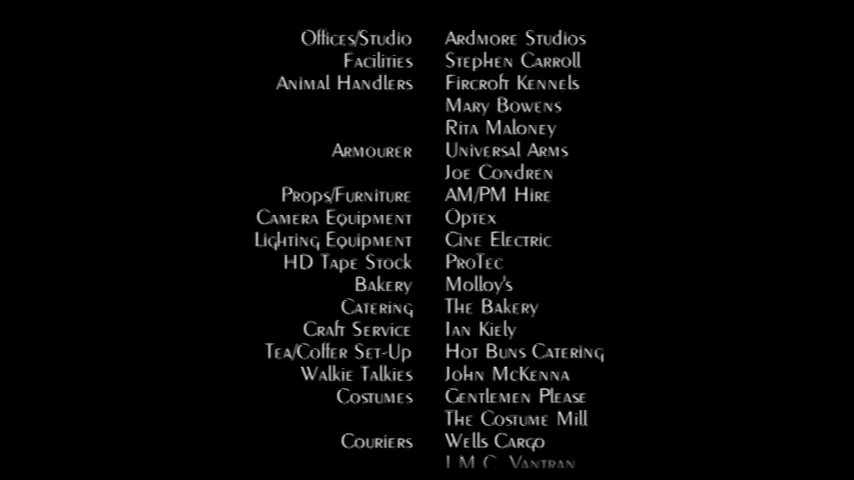 Offices/Studio Ardmore Studios
Facilities Stephen Carroll
Animal Handlers Fircroft Kennels
Mary Bowens
Rita Maloney
Armourer Universal Arms
Joe Condren
Props/Furniture AM/PM Hire
Camera Equipment Optex
Lighting Equipment Cine Electric
HD Tape Stock ProTec
Bakery Molloy's
Catering The Bakery
Craft Service Ian Kiely
Tea/Coffer Set-Up Hot Buns Catering
Walkie Talkies John McKenna
Costumes Gentlemen Please
The Costume Mill
Couriers Wells Cargo
J.M.C. Vantran